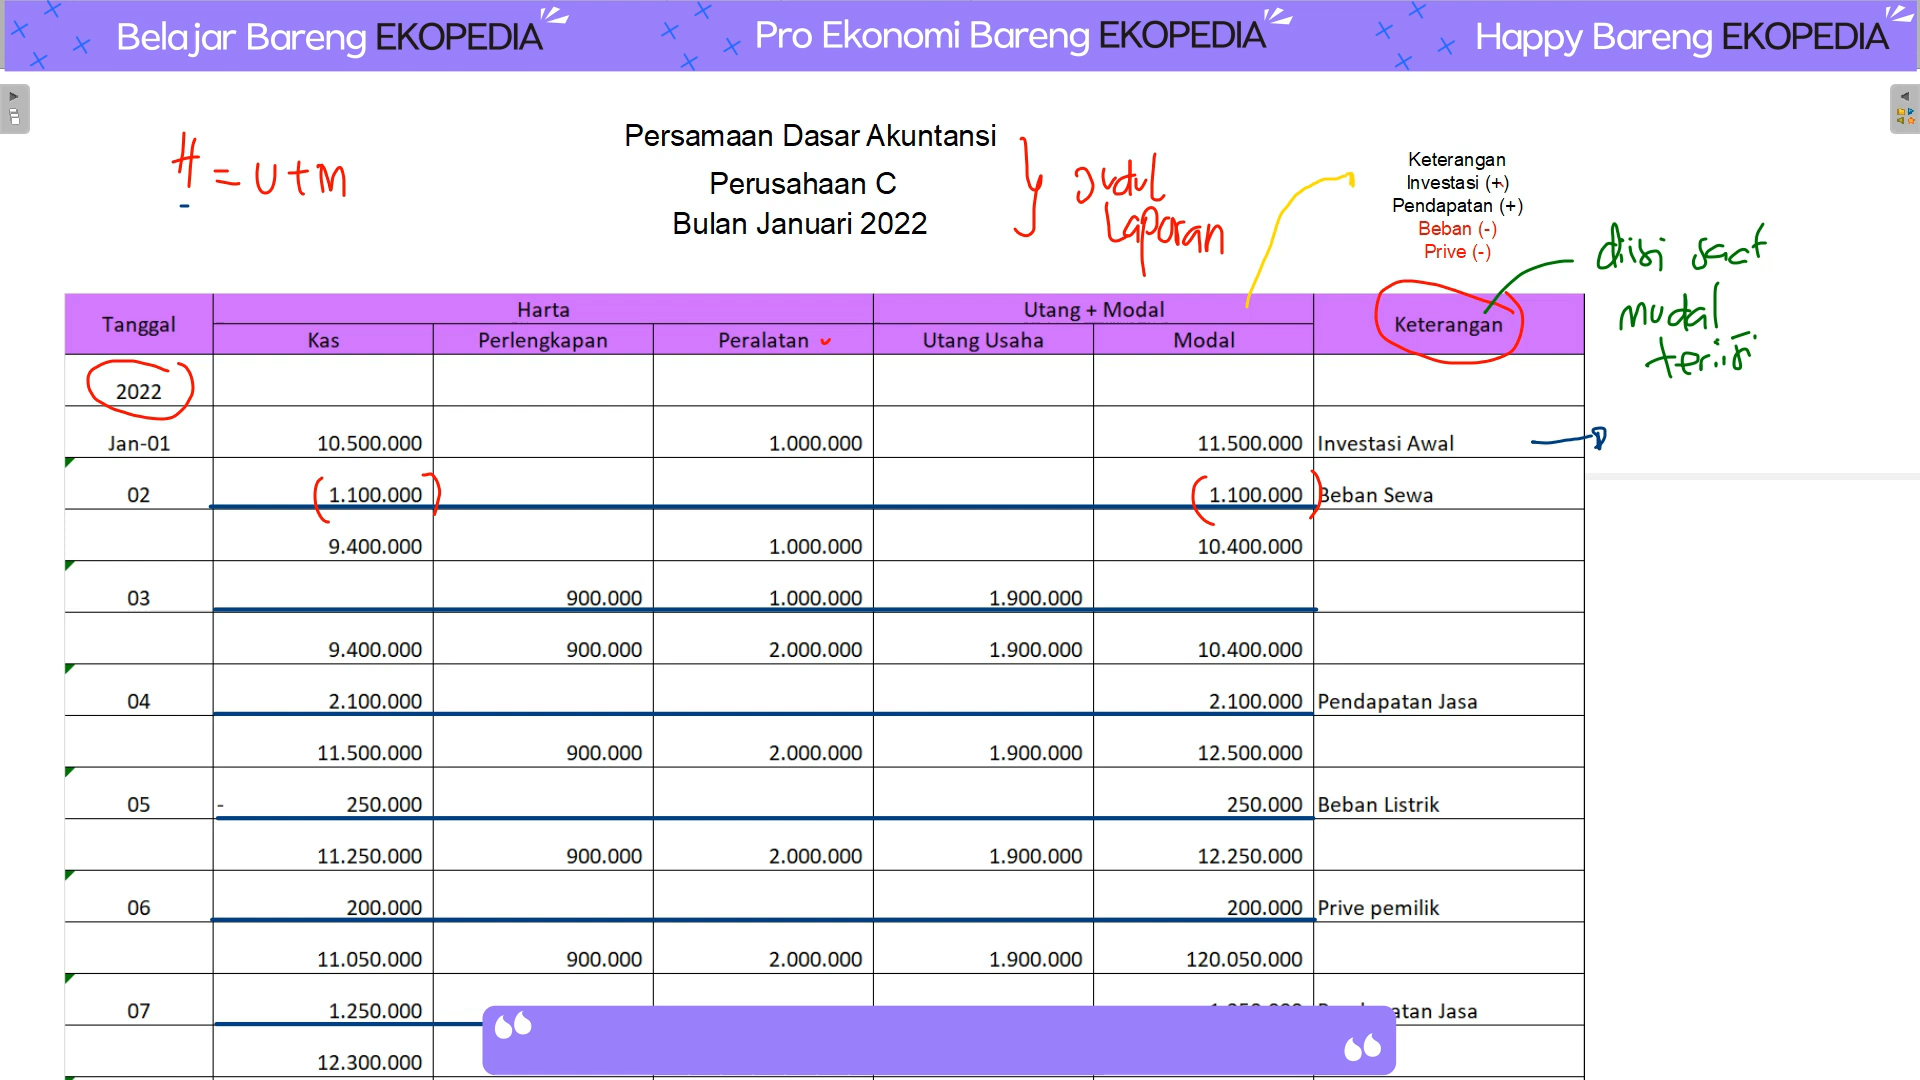 Belajar Bareng EKOPEDIA Pro Ekonomi Bareng EKOPEDIA Happy Bareng EKOPEDIA
H = U + M
Persamaan Dasar Akuntansi
Perusahaan C
Bulan Januari 2022
Judul
Laporan
Keterangan
Investasi (+)
Pendapatan (+)
Beban (-)
Prive (-)
diisi saat
modal
terisi
Tanggal Harta Utang + Modal Keterangan
Kas Perlengkapan Peralatan Utang Usaha Modal
2022
Jan-01 10.500.000 1.000.000 11.500.000 Investasi Awal
02 (1.100.000) (1.100.000) Beban Sewa
9.400.000 1.000.000 10.400.000
03 900.000 1.000.000 1.900.000
9.400.000 900.000 2.000.000 1.900.000 10.400.000
04 2.100.000 2.100.000 Pendapatan Jasa
11.500.000 900.000 2.000.000 1.900.000 12.500.000
05 - 250.000 250.000 Beban Listrik
11.250.000 900.000 2.000.000 1.900.000 12.250.000
06 200.000 200.000 Prive pemilik
11.050.000 900.000 2.000.000 1.900.000 120.050.000
07 1.250.000 Jasa
12.300.000